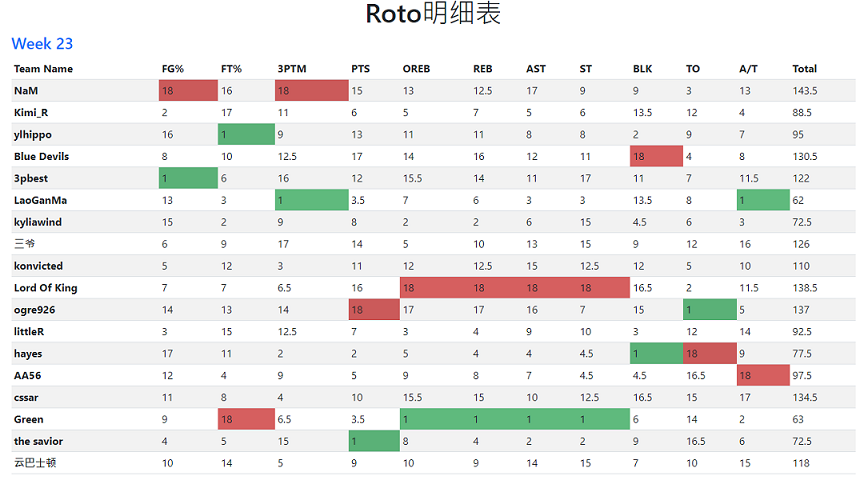 Roto明细表
Week 23
Team Name FG% FT% 3PTM PTS OREB REB AST ST BLK TO A/T Total
NaM 18 16 18 15 13 12.5 17 9 9 3 13 143.5
Kimi_R 2 17 11 6 5 7 5 6 13.5 12 4 88.5
ylhippo 16 1 9 13 11 11 8 8 2 9 7 95
Blue Devils 8 10 12.5 17 14 16 12 11 18 4 8 130.5
3pbest 1 6 16 12 15.5 14 11 17 11 7 11.5 122
LaoGanMa 13 3 1 3.5 7 6 3 3 13.5 8 1 62
kyliawind 15 2 9 8 2 2 6 15 4.5 6 3 72.5
三爷 6 9 17 14 5 10 13 15 9 12 16 126
konvicted 5 12 3 11 12 12.5 15 12.5 12 5 10 110
Lord Of King 7 7 6.5 16 18 18 18 18 16.5 2 11.5 138.5
ogre926 14 13 14 18 17 17 16 7 15 1 5 137
littleR 3 15 12.5 7 3 4 9 10 3 12 14 92.5
hayes 17 11 2 2 5 4 4 4.5 1 18 9 77.5
AA56 12 4 9 5 9 8 7 4.5 4.5 16.5 18 97.5
cssar 11 8 4 10 15.5 15 10 12.5 16.5 15 17 134.5
Green 9 18 6.5 3.5 1 1 1 1 6 14 2 63
the savior 4 5 15 1 8 4 2 2 9 16.5 6 72.5
云巴士顿 10 14 5 9 10 9 14 15 7 10 15 118